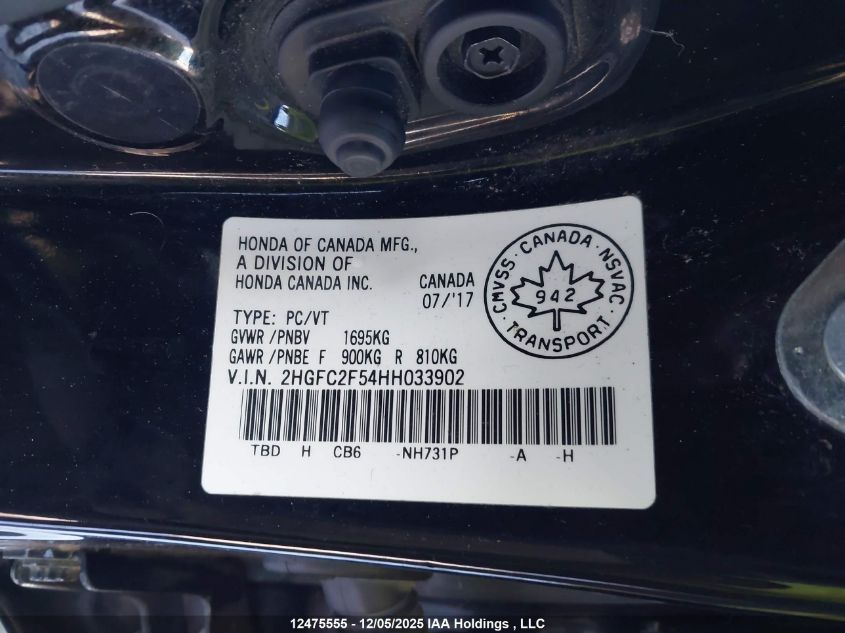 HONDA OF CANADA MFG.,
A DIVISION OF
HONDA CANADA INC.
CANADA
07/'17
TYPE: PC/VT
GVWR /PNBV 1695KG
GAWR /PNBE F 900KG R 810KG
V.I.N. 2HGFC2F54HH033902
TBD H CB6 -NH731P -A -H
CMVSS · CANADA · NSVAC
942
· TRANSPORT ·
12475555 - 12/05/2025 IAA Holdings , LLC